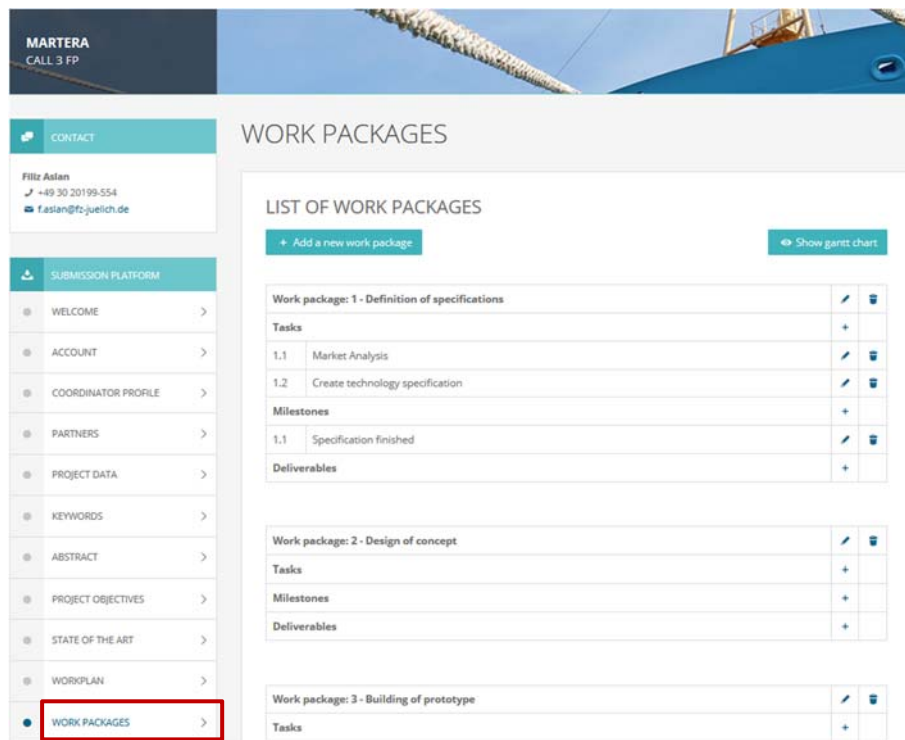 MARTERA
CALL 3 FP
CONTACT
Filiz Aslan
+49 30 20199-554
f.aslan@fz-juelich.de
SUBMISSION PLATFORM
WELCOME
ACCOUNT
COORDINATOR PROFILE
PARTNERS
PROJECT DATA
KEYWORDS
ABSTRACT
PROJECT OBJECTIVES
STATE OF THE ART
WORKPLAN
WORK PACKAGES
WORK PACKAGES
LIST OF WORK PACKAGES
+ Add a new work package
Show gantt chart
Work package: 1 - Definition of specifications
Tasks
1.1 Market Analysis
1.2 Create technology specification
Milestones
1.1 Specification finished
Deliverables
Work package: 2 - Design of concept
Tasks
Milestones
Deliverables
Work package: 3 - Building of prototype
Tasks